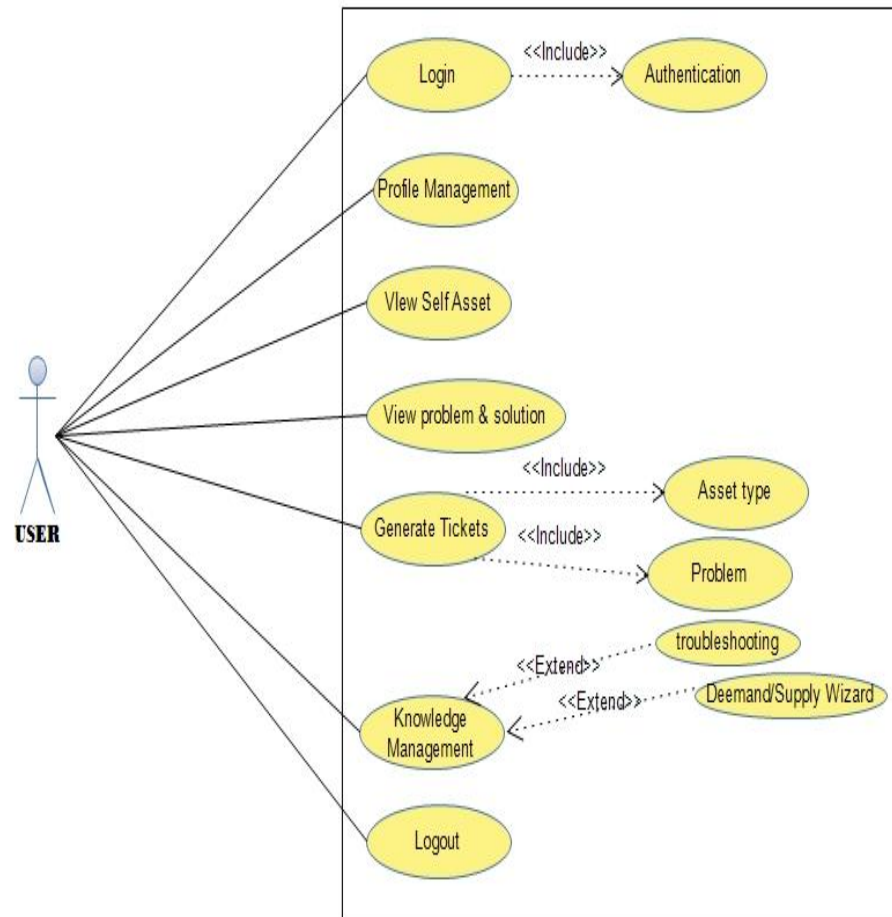 Login
<<Include>>
Authentication
Profile Management
VIew Self Asset
View problem & solution
USER
Generate Tickets
<<Include>>
Asset type
<<Include>>
Problem
Knowledge
Management
<<Extend>>
troubleshooting
<<Extend>>
Deemand/Supply Wizard
Logout